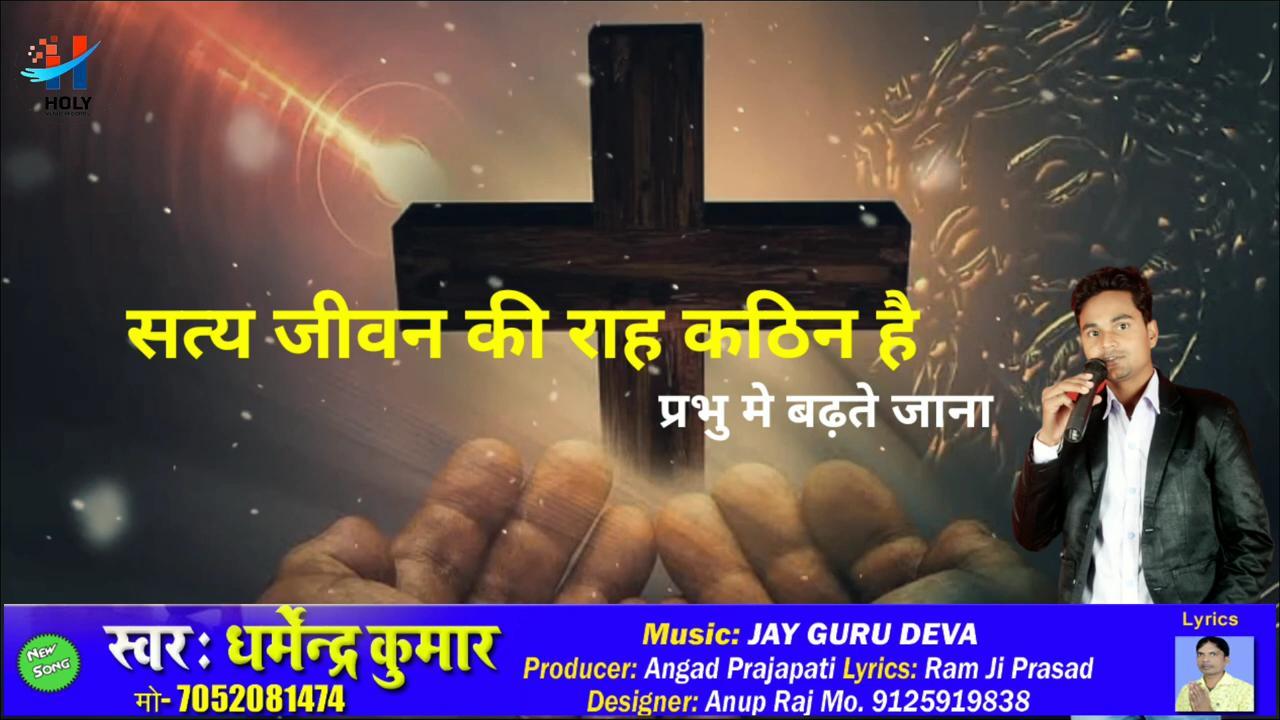 HOLY
सत्य जीवन की राह कठिन है
प्रभु मे बढ़ते जाना
NEW SONG
स्वर : धर्मेन्द्र कुमार
मो- 7052081474
Music: JAY GURU DEVA
Producer: Angad Prajapati Lyrics: Ram Ji Prasad
Designer: Anup Raj Mo. 9125919838
Lyrics